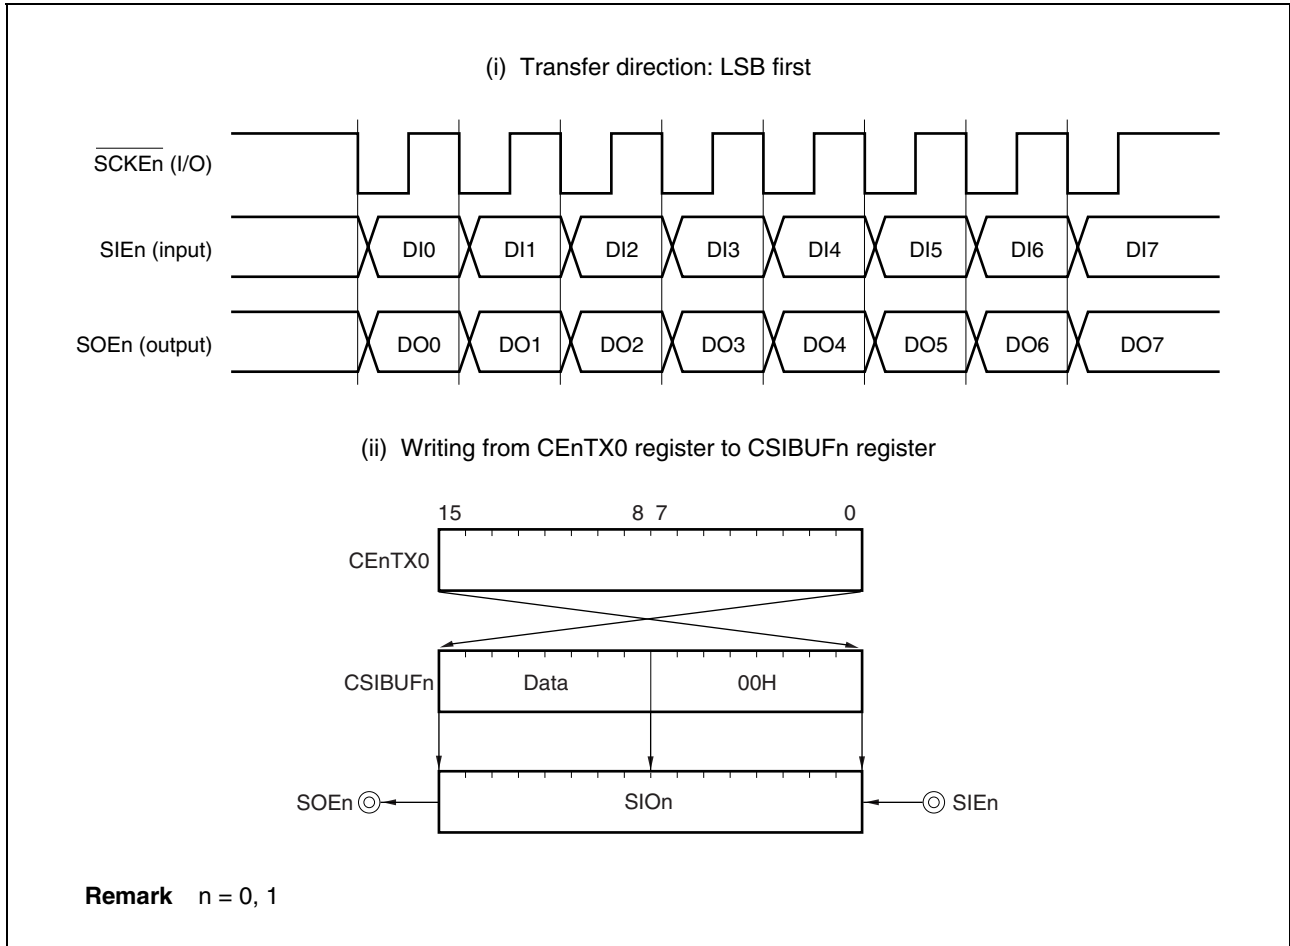 (i) Transfer direction: LSB first
SCKEn (I/O)
SIEn (input) DI0 DI1 DI2 DI3 DI4 DI5 DI6 DI7
SOEn (output) DO0 DO1 DO2 DO3 DO4 DO5 DO6 DO7
(ii) Writing from CEnTX0 register to CSIBUFn register
15 8 7 0
CEnTX0
CSIBUFn Data 00H
SOEn SIOn SIEn
Remark n = 0, 1